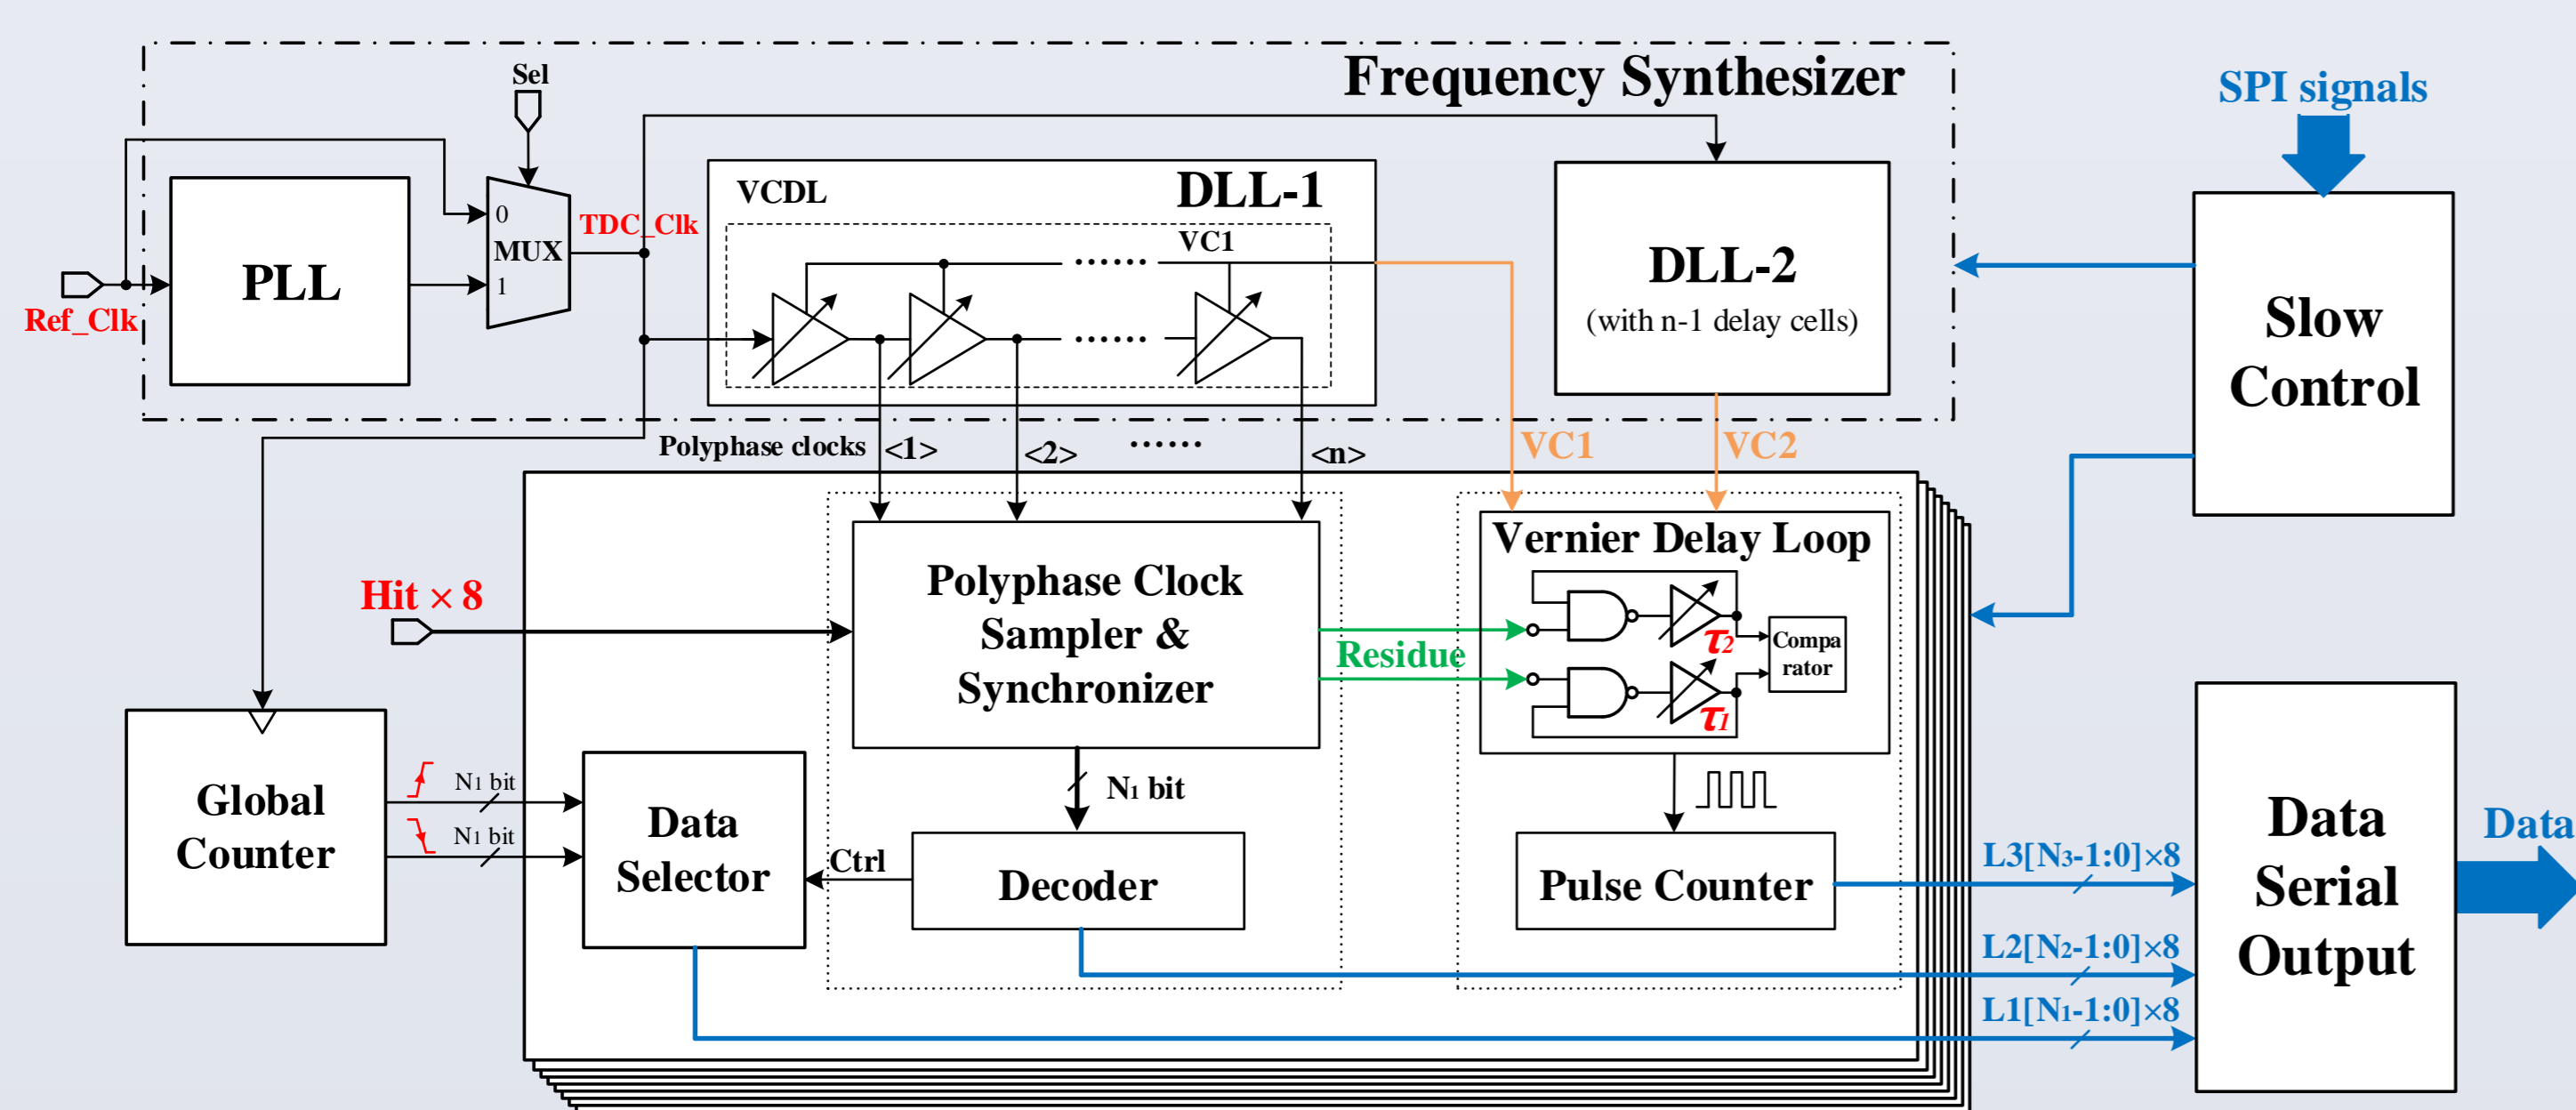 Frequency Synthesizer
Sel
SPI signals
VCDL
DLL-1
0
MUX
1
TDC_Clk
VC1
PLL
Ref_Clk
DLL-2
(with n-1 delay cells)
Slow
Control
Polyphase clocks
<1>
<2>
......
<n>
VC1
VC2
Hit × 8
Polyphase Clock
Sampler &
Synchronizer
Residue
Vernier Delay Loop
τ2
τ1
Compa
rator
Global
Counter
N1 bit
N1 bit
Data
Selector
N1 bit
Ctrl
Decoder
Pulse Counter
L3[N3-1:0]×8
L2[N2-1:0]×8
L1[N1-1:0]×8
Data
Serial
Output
Data